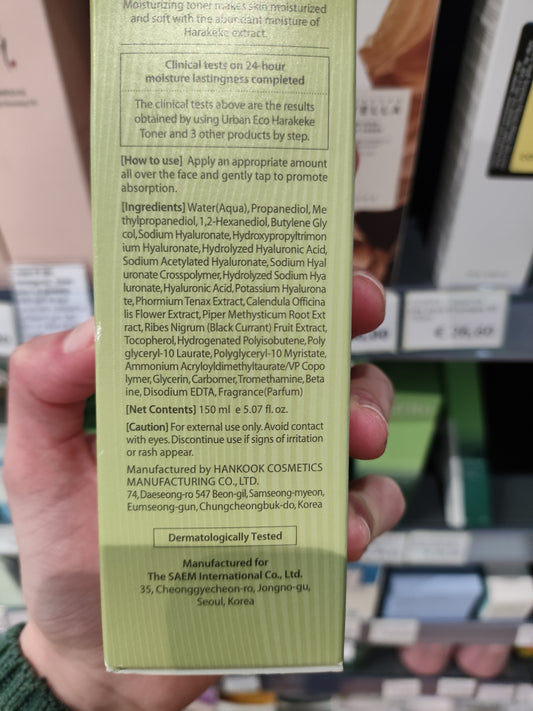 Moisturizing toner makes skin moisturized
and soft with the abundant moisture of
Harakeke extract.
Clinical tests on 24-hour
moisture lastingness completed
The clinical tests above are the results
obtained by using Urban Eco Harakeke
Toner and 3 other products by step.
[How to use] Apply an appropriate amount
all over the face and gently tap to promote
absorption.
[Ingredients] Water(Aqua), Propanediol, Me
thylpropanediol, 1,2-Hexanediol, Butylene Gly
col, Sodium Hyaluronate, Hydroxypropyltrimon
ium Hyaluronate, Hydrolyzed Hyaluronic Acid,
Sodium Acetylated Hyaluronate, Sodium Hyal
uronate Crosspolymer, Hydrolyzed Sodium Hya
luronate, Hyaluronic Acid, Potassium Hyalurona
te, Phormium Tenax Extract, Calendula Officina
lis Flower Extract, Piper Methysticum Root Ext
ract, Ribes Nigrum (Black Currant) Fruit Extract,
Tocopherol, Hydrogenated Polyisobutene, Poly
glyceryl-10 Laurate, Polyglyceryl-10 Myristate,
Ammonium Acryloyldimethyltaurate/VP Copo
lymer, Glycerin, Carbomer, Tromethamine, Beta
ine, Disodium EDTA, Fragrance(Parfum)
[Net Contents] 150 ml e 5.07 fl. oz.
[Caution] For external use only. Avoid contact
with eyes. Discontinue use if signs of irritation
or rash appear.
Manufactured by HANKOOK COSMETICS
MANUFACTURING CO., LTD.
74, Daeseong-ro 547 Beon-gil, Samseong-myeon,
Eumseong-gun, Chungcheongbuk-do, Korea
Dermatologically Tested
Manufactured for
The SAEM International Co., Ltd.
35, Cheonggyecheon-ro, Jongno-gu,
Seoul, Korea